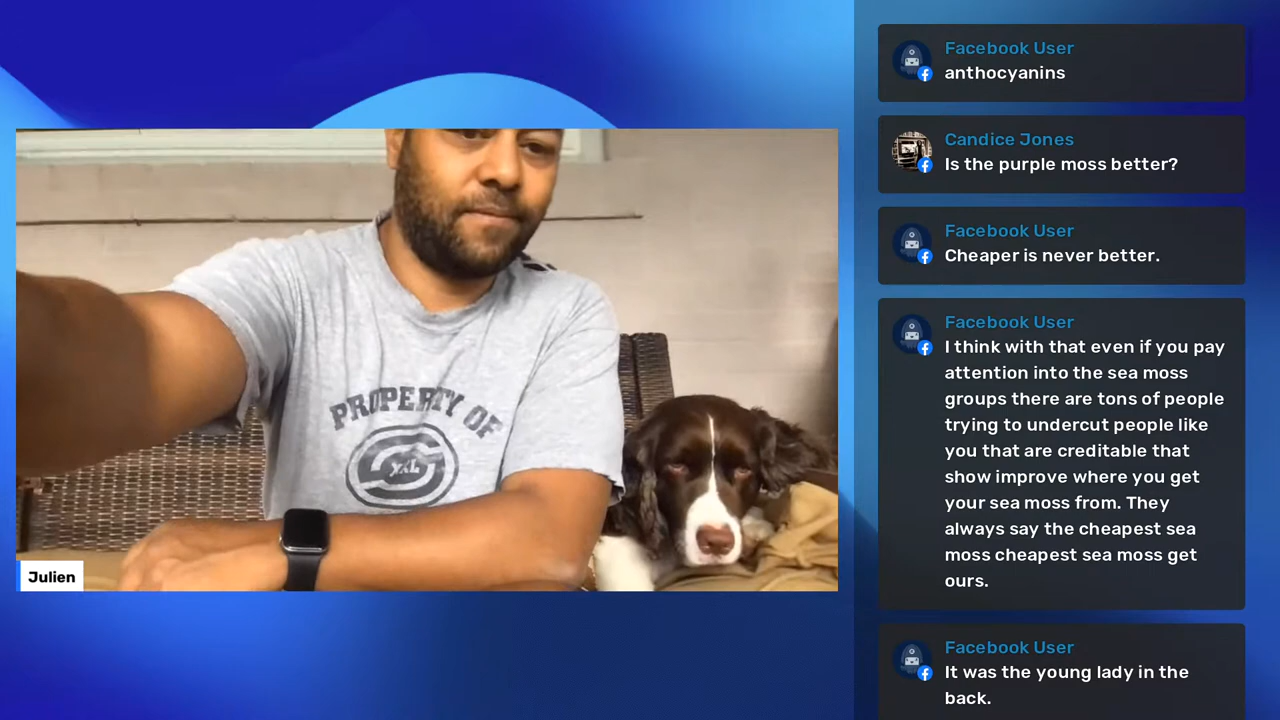 Facebook User
anthocyanins
Candice Jones
Is the purple moss better?
Facebook User
Cheaper is never better.
Facebook User
I think with that even if you pay
attention into the sea moss
groups there are tons of people
trying to undercut people like
you that are creditable that
show improve where you get
your sea moss from. They
always say the cheapest sea
moss cheapest sea moss get
ours.
Facebook User
It was the young lady in the
back.
PROPERTY OF
XXL
Julien